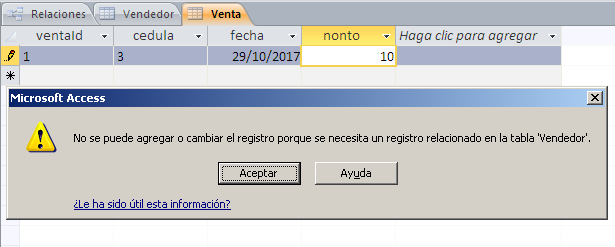 Relaciones Vendedor Venta
ventaId cedula fecha nonto Haga clic para agregar
1 3 29/10/2017 10
Microsoft Access
No se puede agregar o cambiar el registro porque se necesita un registro relacionado en la tabla 'Vendedor'.
Aceptar Ayuda
¿Le ha sido útil esta información?